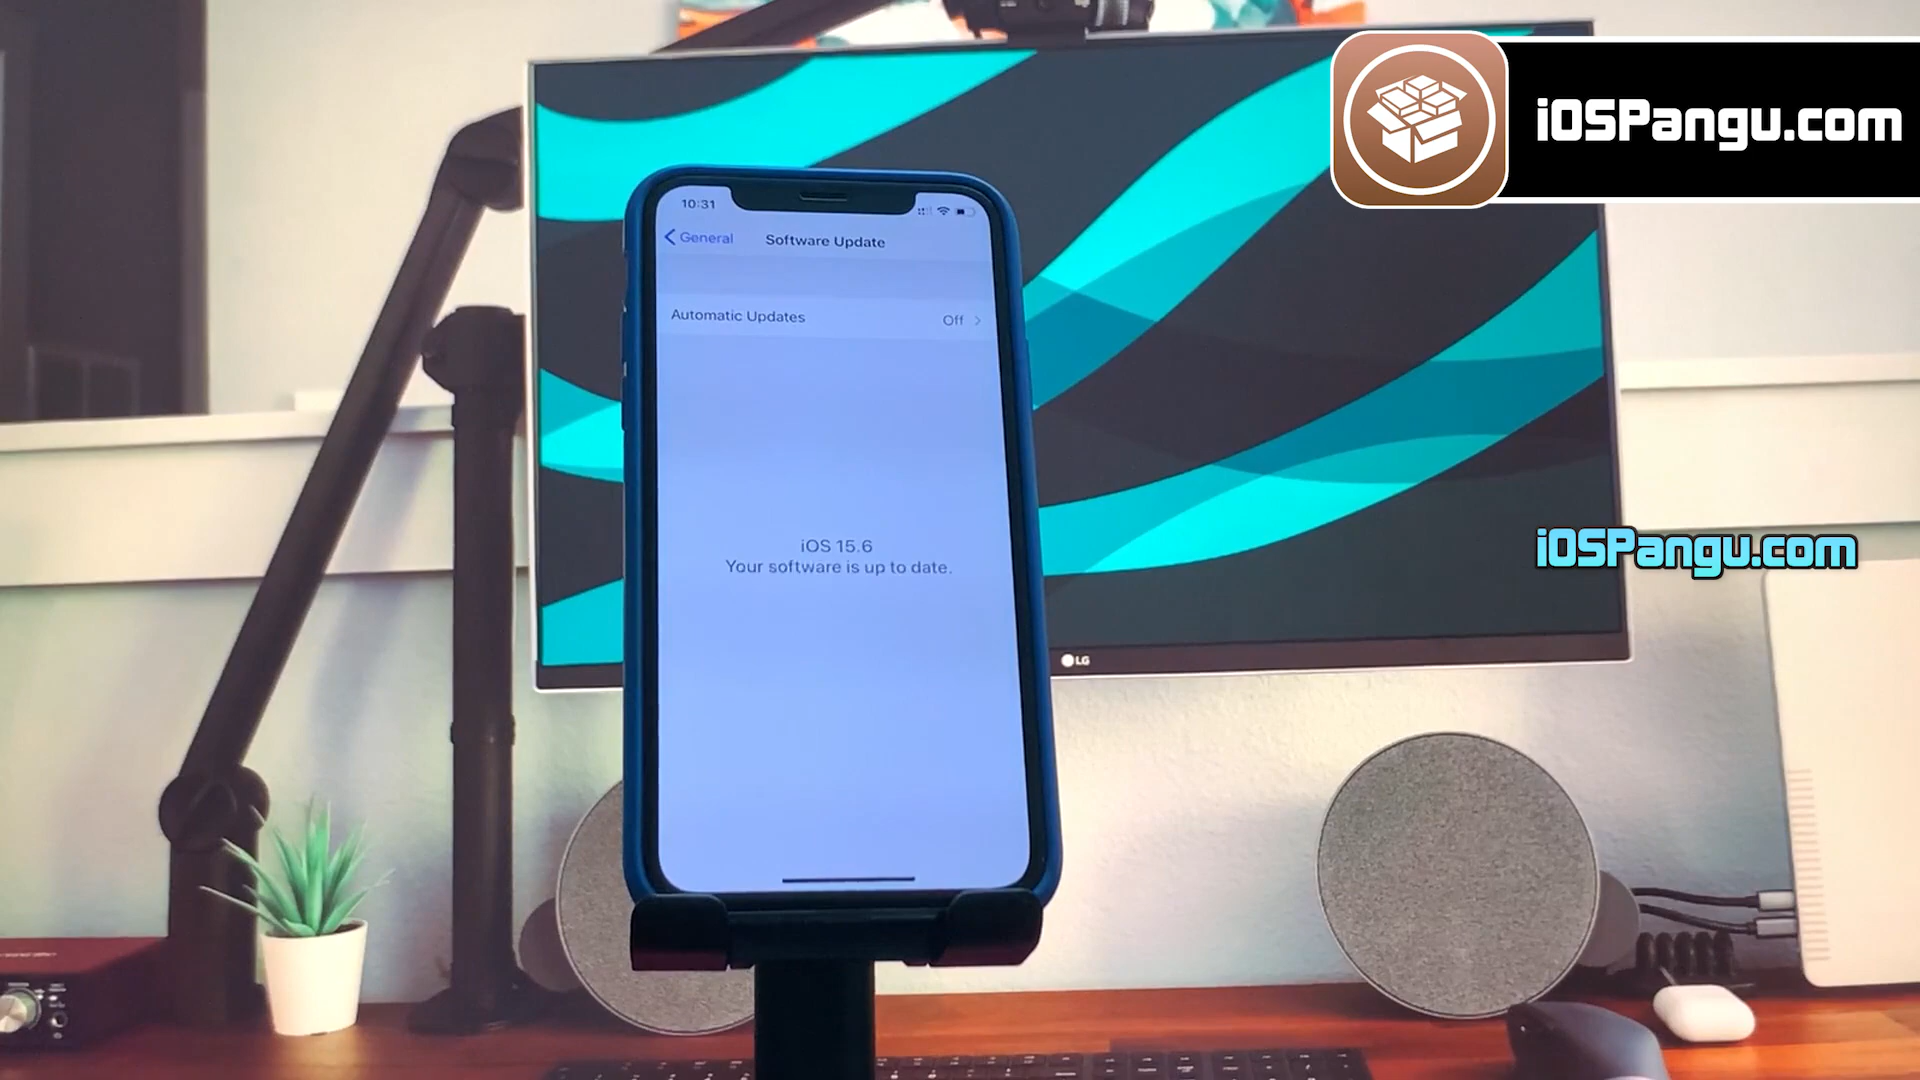 iOSPangu.com
10:31
General
Software Update
Automatic Updates
Off
iOS 15.6
Your software is up to date.
iOSPangu.com
LG